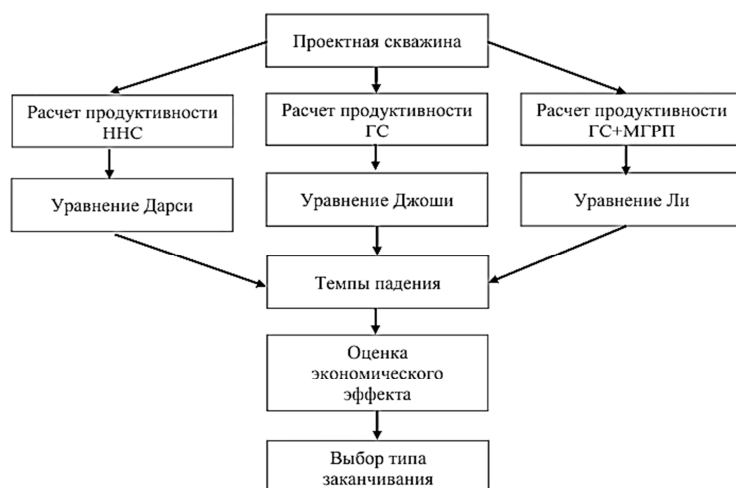 Проектная скважина
Расчет продуктивности
ННС
Расчет продуктивности
ГС
Расчет продуктивности
ГС+МГРП
Уравнение Дарси
Уравнение Джоши
Уравнение Ли
Темпы падения
Оценка
экономического
эффекта
Выбор типа
заканчивания